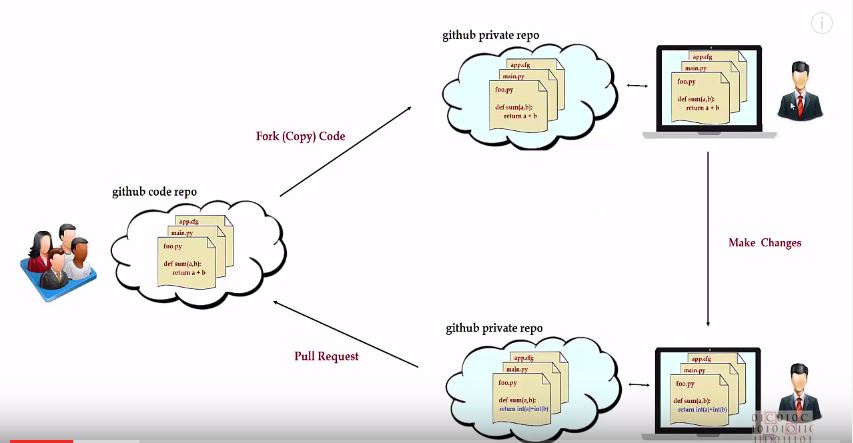 github private repo
app.cfg
main.py
foo.py
def sum(a,b):
return a + b
app.cfg
main.py
foo.py
def sum(a,b):
return a + b
Fork (Copy) Code
github code repo
app.cfg
main.py
foo.py
def sum(a,b):
return a + b
Make Changes
github private repo
Pull Request
app.cfg
main.py
foo.py
def sum(a,b):
return int(a)+int(b)
app.cfg
main.py
foo.py
def sum(a,b):
return int(a)+int(b)